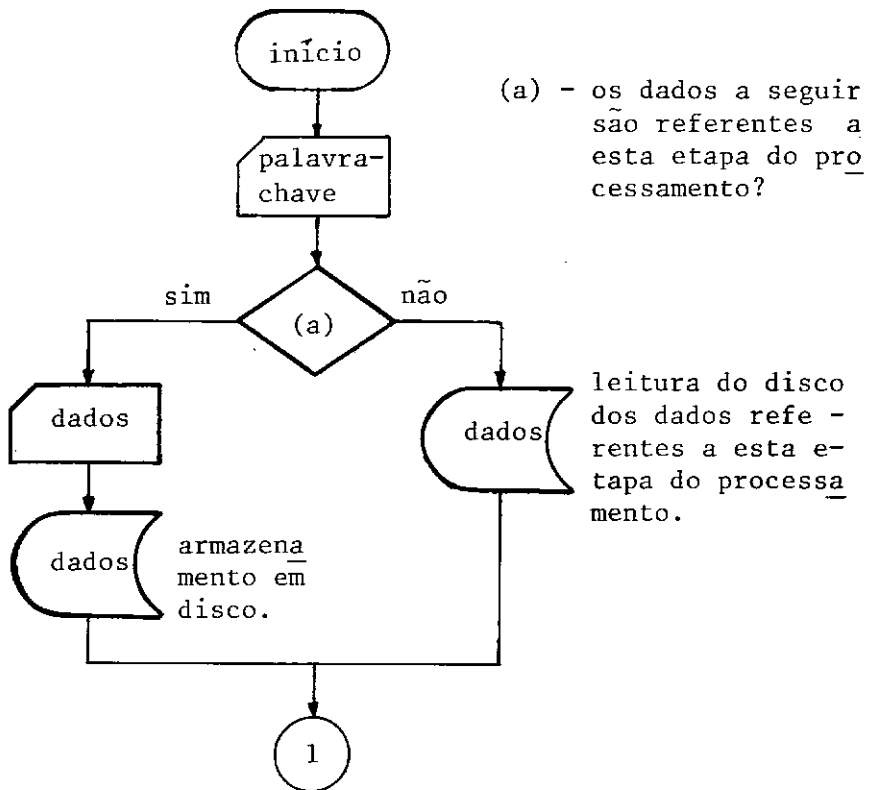 início
(a) - os dados a seguir
são referentes a
esta etapa do pro
cessamento?
palavra-
chave
sim
não
(a)
dados
dados
leitura do disco
dos dados refe -
rentes a esta e-
tapa do processa
mento.
dados
armazena
mento em
disco.
1